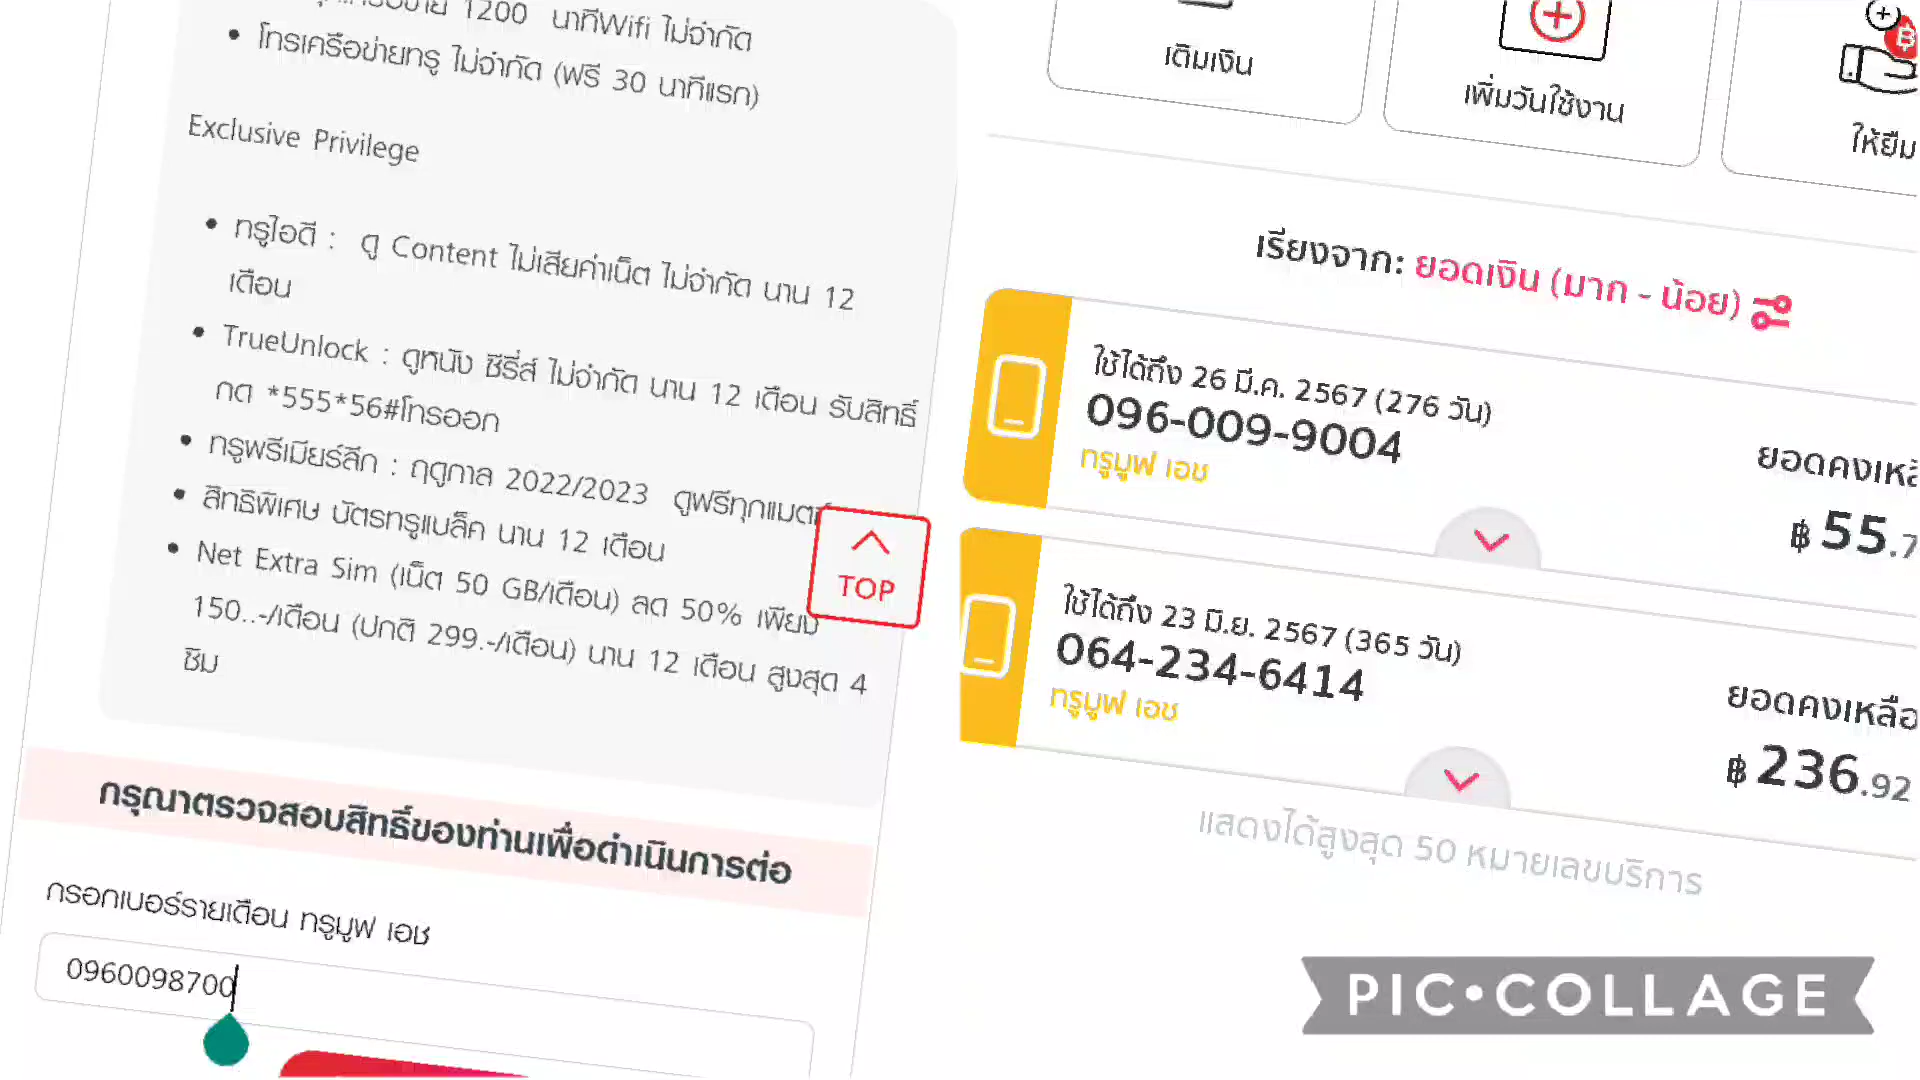 1200 นาทีWifi ไม่จำกัด
• โทรเครือข่ายทรู ไม่จำกัด (ฟรี 30 นาทีแรก)
Exclusive Privilege
• ทรูไอดี : ดู Content ไม่เสียค่าเน็ต ไม่จำกัด นาน 12
เดือน
• TrueUnlock : ดูหนัง ซีรี่ส์ ไม่จำกัด นาน 12 เดือน รับสิทธิ์
กด *555*56#โทรออก
• ทรูพรีเมียร์ลีก : ฤดูกาล 2022/2023 ดูฟรีทุกแมตช์
• สิทธิพิเศษ บัตรทรูแบล็ค นาน 12 เดือน
• Net Extra Sim (เน็ต 50 GB/เดือน) ลด 50% เพียง
150..-/เดือน (ปกติ 299.-/เดือน) นาน 12 เดือน สูงสุด 4
ซิม
TOP
กรุณาตรวจสอบสิทธิ์ของท่านเพื่อดำเนินการต่อ
กรอกเบอร์รายเดือน ทรูมูฟ เอช
0960098700
เติมเงิน
เพิ่มวันใช้งาน
ให้ยืม
เรียงจาก: ยอดเงิน (มาก - น้อย)
ใช้ได้ถึง 26 มี.ค. 2567 (276 วัน)
096-009-9004
ทรูมูฟ เอช
ยอดคงเหลื
฿ 55.7
ใช้ได้ถึง 23 มิ.ย. 2567 (365 วัน)
064-234-6414
ทรูมูฟ เอช
ยอดคงเหลือ
฿ 236.92
แสดงได้สูงสุด 50 หมายเลขบริการ
PIC•COLLAGE